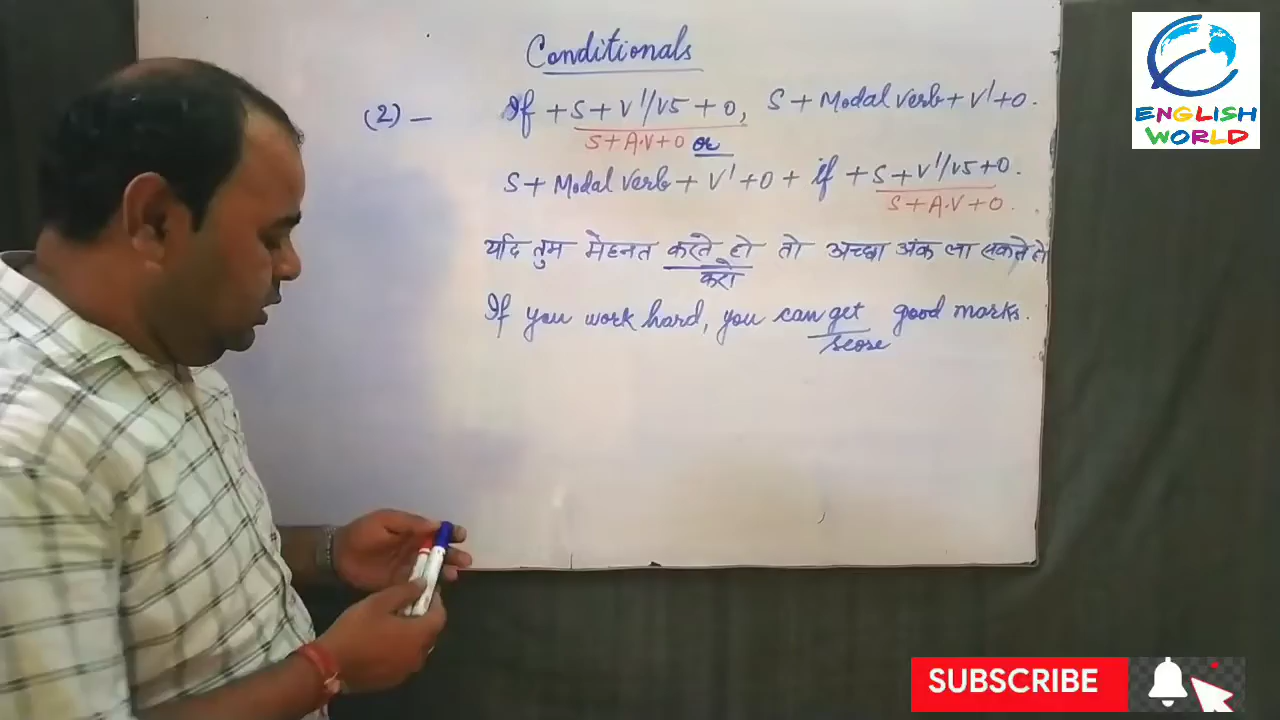 Conditionals
(2) - If + S + V¹/V5 + O, S + Modal verb + V¹ + O.
S + A.V + O or
S + Modal verb + V¹ + O + if + S + V¹/V5 + O.
S + A.V + O.
यदि तुम मेहनत करते हो तो अच्छा अंक ला सकते हो
करो
If you work hard, you can get good marks.
score
ENGLISH
WORLD
SUBSCRIBE